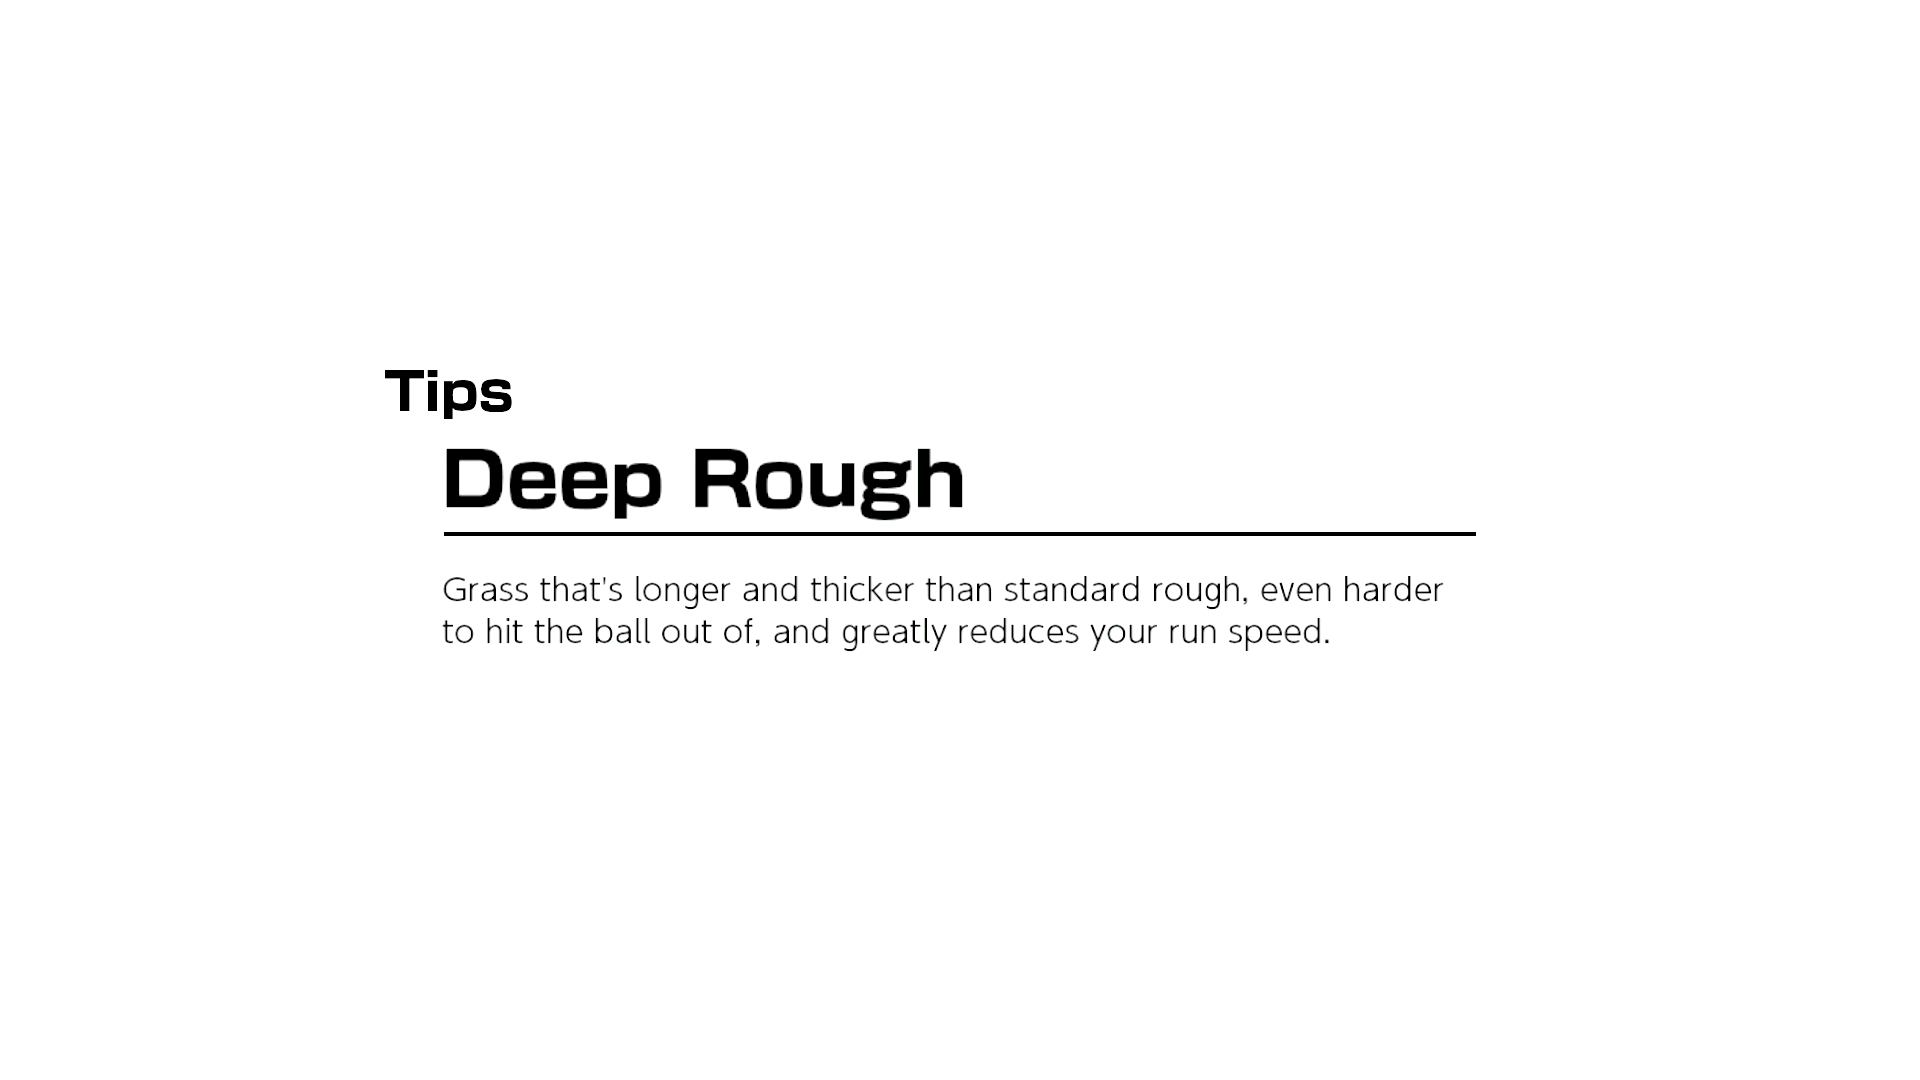 Tips
Deep Rough
Grass that's longer and thicker than standard rough, even harder
to hit the ball out of, and greatly reduces your run speed.